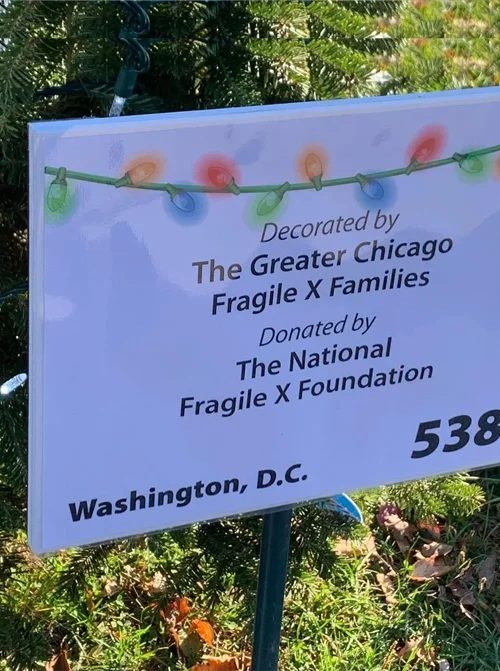 Decorated by
The Greater Chicago
Fragile X Families
Donated by
The National
Fragile X Foundation
538
Washington, D.C.